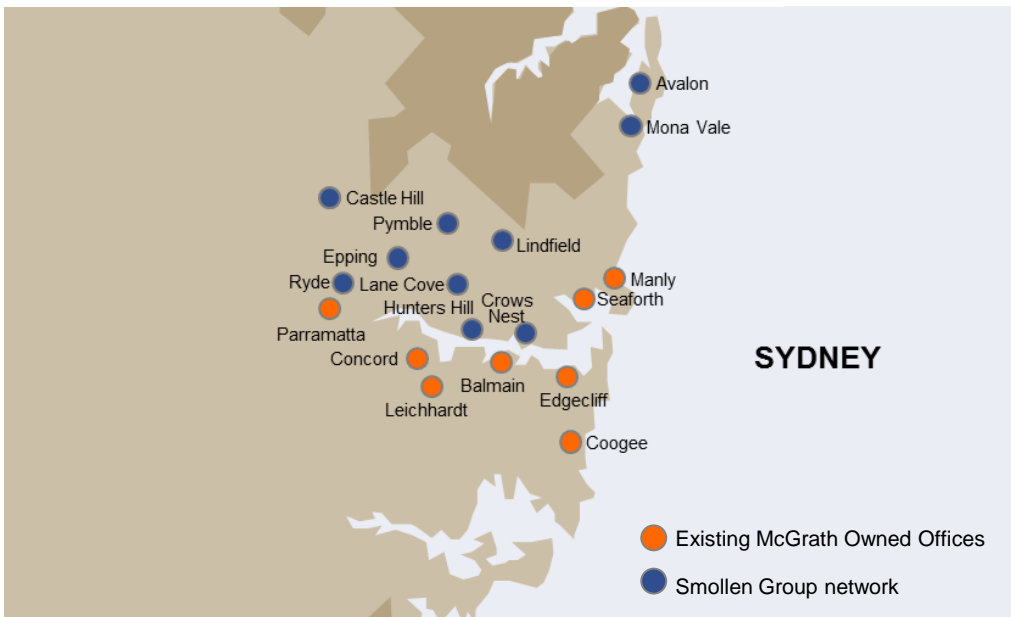 Avalon
Mona Vale
Castle Hill
Pymble
Lindfield
Epping
Manly
Ryde
Lane Cove
Seaforth
Hunters Hill
Crows
Nest
Parramatta
Concord
SYDNEY
Balmain
Edgecliff
Leichhardt
Coogee
Existing McGrath Owned Offices
Smollen Group network